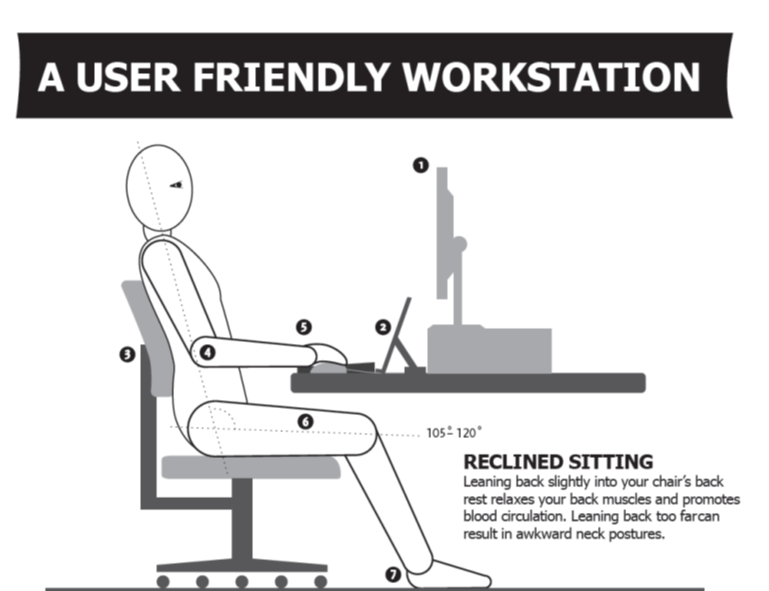 A USER FRIENDLY WORKSTATION
1
5
2
3
4
6
105°- 120°
RECLINED SITTING
Leaning back slightly into your chair's back
rest relaxes your back muscles and promotes
blood circulation. Leaning back too farcan
result in awkward neck postures.
7